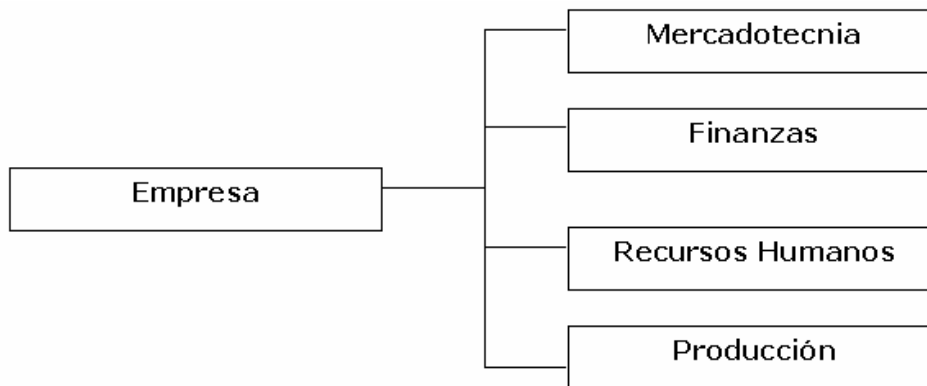 Mercadotecnia
Finanzas
Empresa
Recursos Humanos
Producción